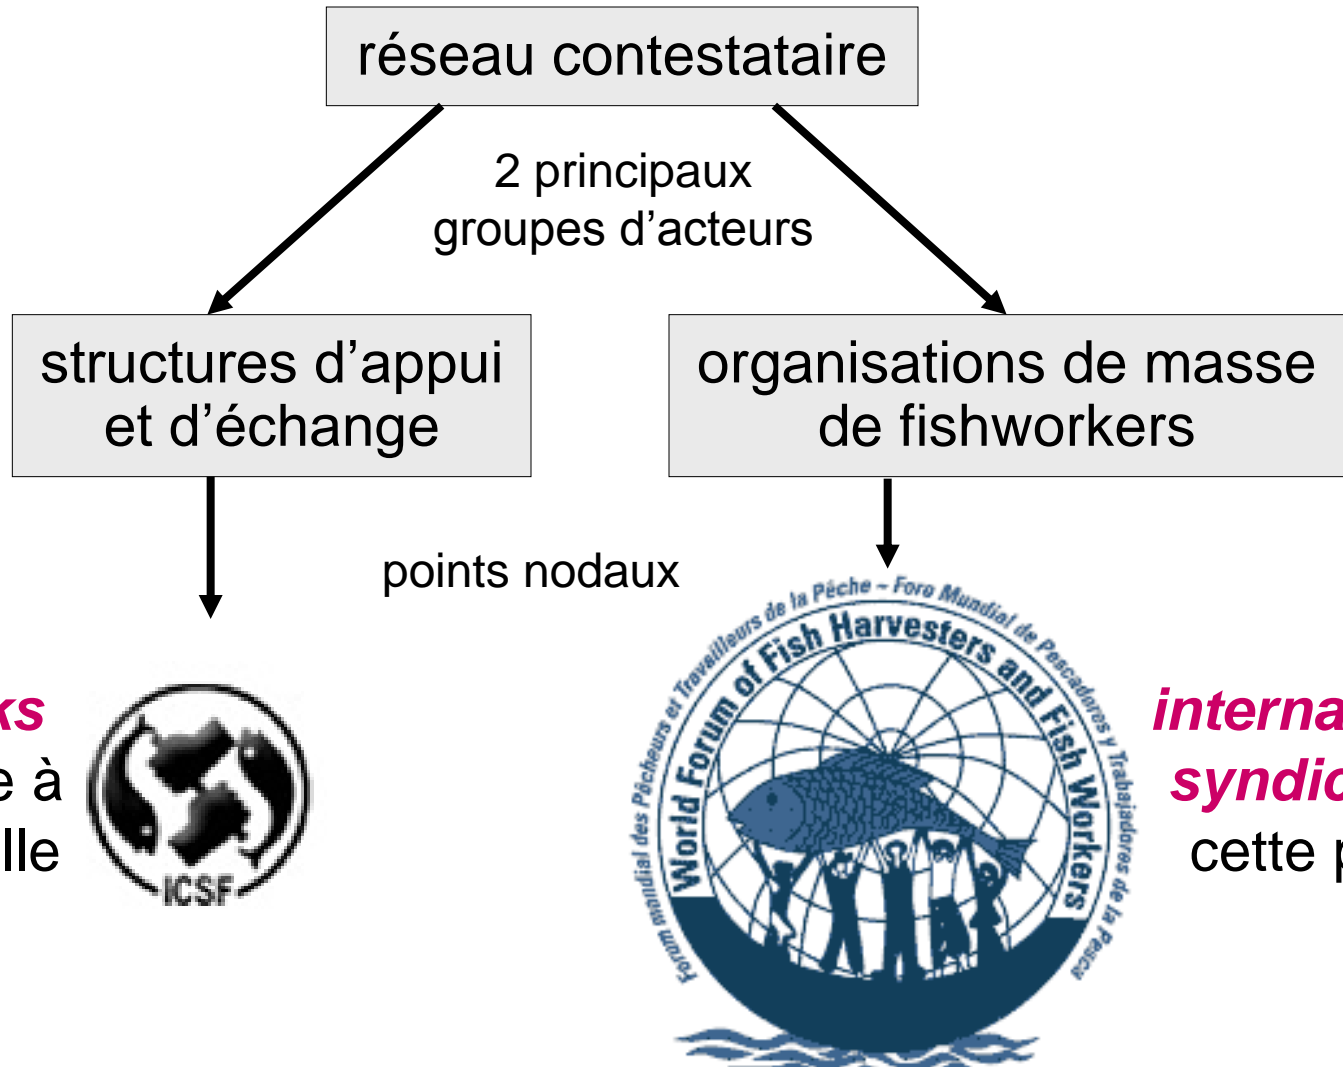 réseau contestataire
2 principaux
groupes d’acteurs
structures d’appui
et d’échange
organisations de masse
de fishworkers
points nodaux
ks
e à
lle
ICSF
Forum mondial des Pêcheurs et Travailleurs de la Pêche ~ Foro Mundial de Pescadores y Trabajadores de la Pesca
World Forum of Fish Harvesters and Fish Workers
interna
syndic
cette p